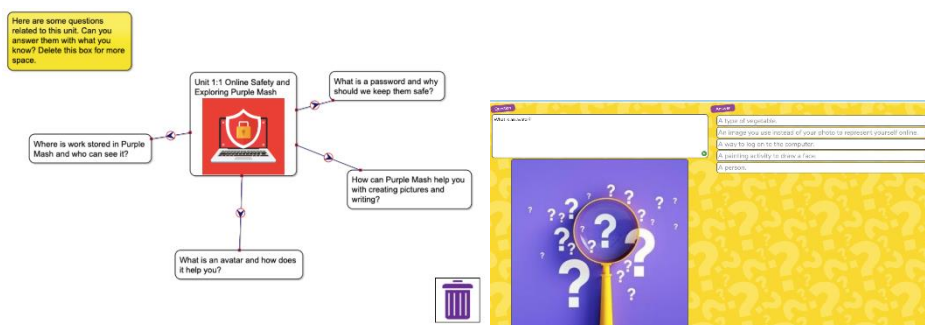 Here are some questions
related to this unit. Can you
answer them with what you
know? Delete this box for more
space.
Unit 1:1 Online Safety and
Exploring Purple Mash
What is a password and why
should we keep them safe?
Where is work stored in Purple
Mash and who can see it?
How can Purple Mash help you
with creating pictures and
writing?
What is an avatar and how does
it help you?
What is an avatar?
A type of vegetable.
An image you use instead of your photo to represent yourself online.
A way to log on to the computer.
A painting activity to draw a face.
A person.